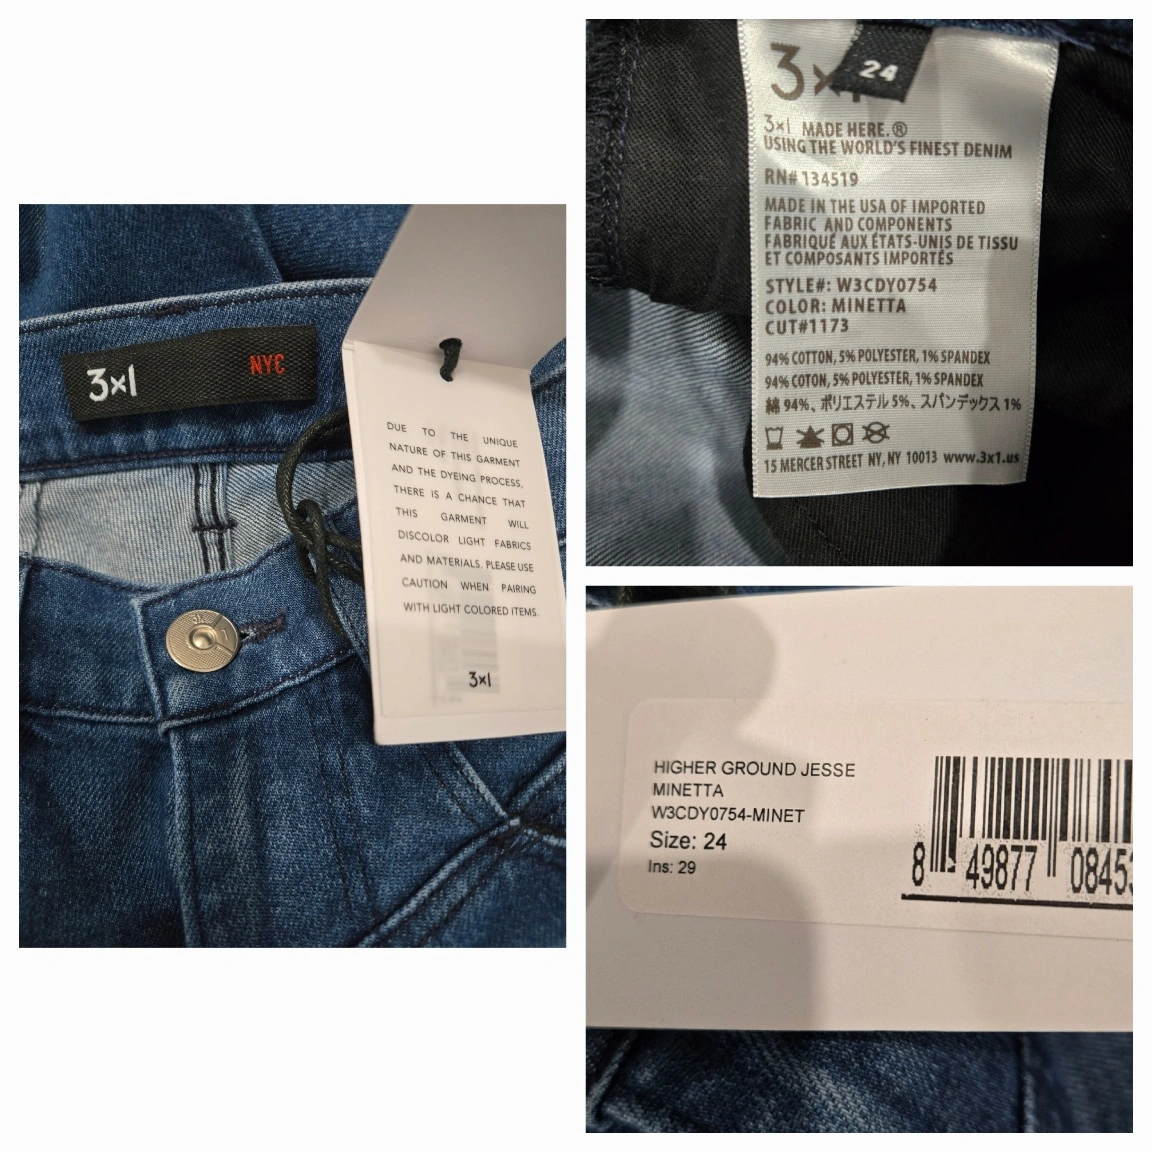 3×1 NYC
DUE TO THE UNIQUE
NATURE OF THIS GARMENT
AND THE DYEING PROCESS,
THERE IS A CHANCE THAT
THIS GARMENT WILL
DISCOLOR LIGHT FABRICS
AND MATERIALS. PLEASE USE
CAUTION WHEN PAIRING
WITH LIGHT COLORED ITEMS.
3×1
24
3×1 MADE HERE.®
USING THE WORLD'S FINEST DENIM
RN# 134519
MADE IN THE USA OF IMPORTED
FABRIC AND COMPONENTS
FABRIQUÉ AUX ÉTATS-UNIS DE TISSU
ET COMPOSANTS IMPORTÉS
STYLE#: W3CDY0754
COLOR: MINETTA
CUT#1173
94% COTTON, 5% POLYESTER, 1% SPANDEX
94% COTON, 5% POLYESTER, 1% SPANDEX
綿 94%、ポリエステル 5%、スパンデックス 1%
15 MERCER STREET NY, NY 10013 www.3x1.us
HIGHER GROUND JESSE
MINETTA
W3CDY0754-MINET
Size: 24
Ins: 29
8 49877 0845